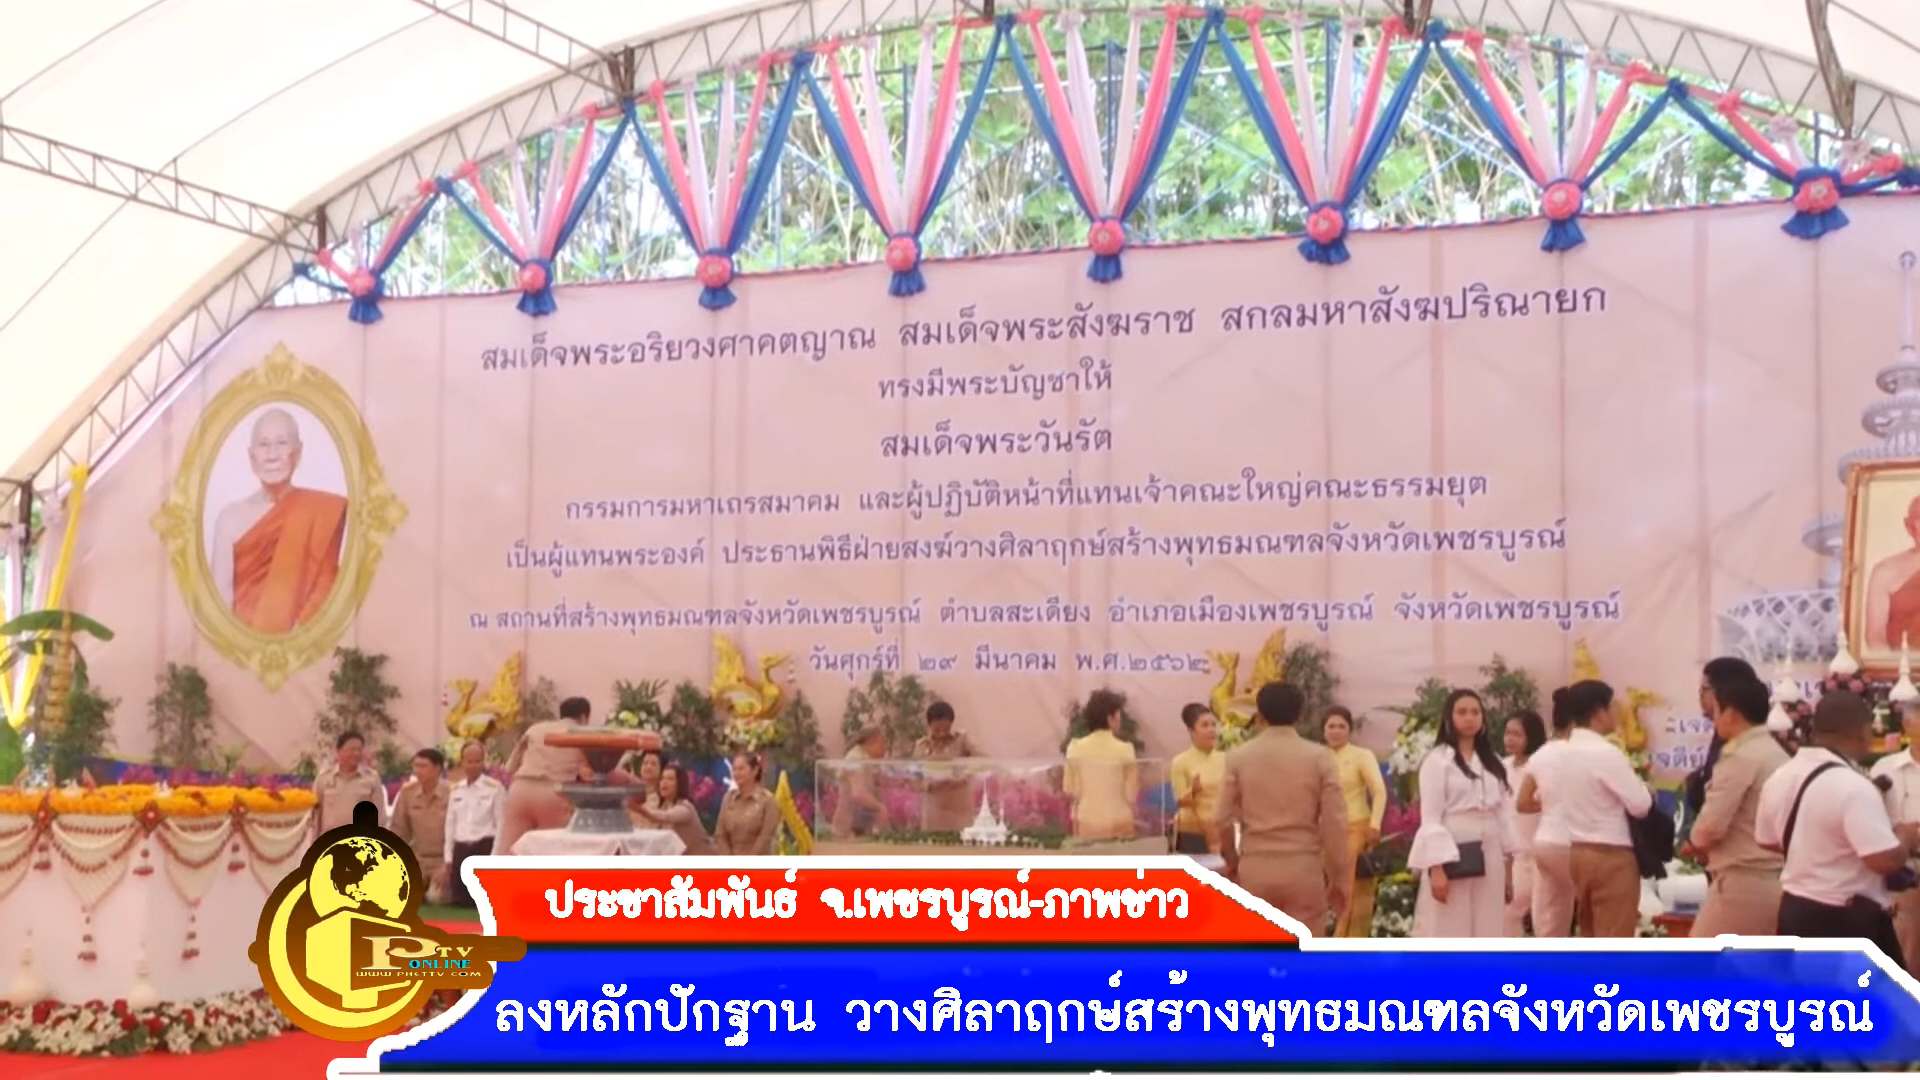 สมเด็จพระอริยวงศาคตญาณ สมเด็จพระสังฆราช สกลมหาสังฆปริณายก
ทรงมีพระบัญชาให้
สมเด็จพระวันรัต
กรรมการมหาเถรสมาคม และผู้ปฏิบัติหน้าที่แทนเจ้าคณะใหญ่คณะธรรมยุต
เป็นผู้แทนพระองค์ ประธานพิธีฝ่ายสงฆ์วางศิลาฤกษ์สร้างพุทธมณฑลจังหวัดเพชรบูรณ์
ณ สถานที่สร้างพุทธมณฑลจังหวัดเพชรบูรณ์ ตำบลสะเดียง อำเภอเมืองเพชรบูรณ์ จังหวัดเพชรบูรณ์
วันศุกร์ที่ ๒๙ มีนาคม พ.ศ.๒๕๖๒
ประชาสัมพันธ์ จ.เพชรบูรณ์-ภาพข่าว
PTV
ONLINE
WWW PHETTV COM
ลงหลักปักฐาน วางศิลาฤกษ์สร้างพุทธมณฑลจังหวัดเพชรบูรณ์